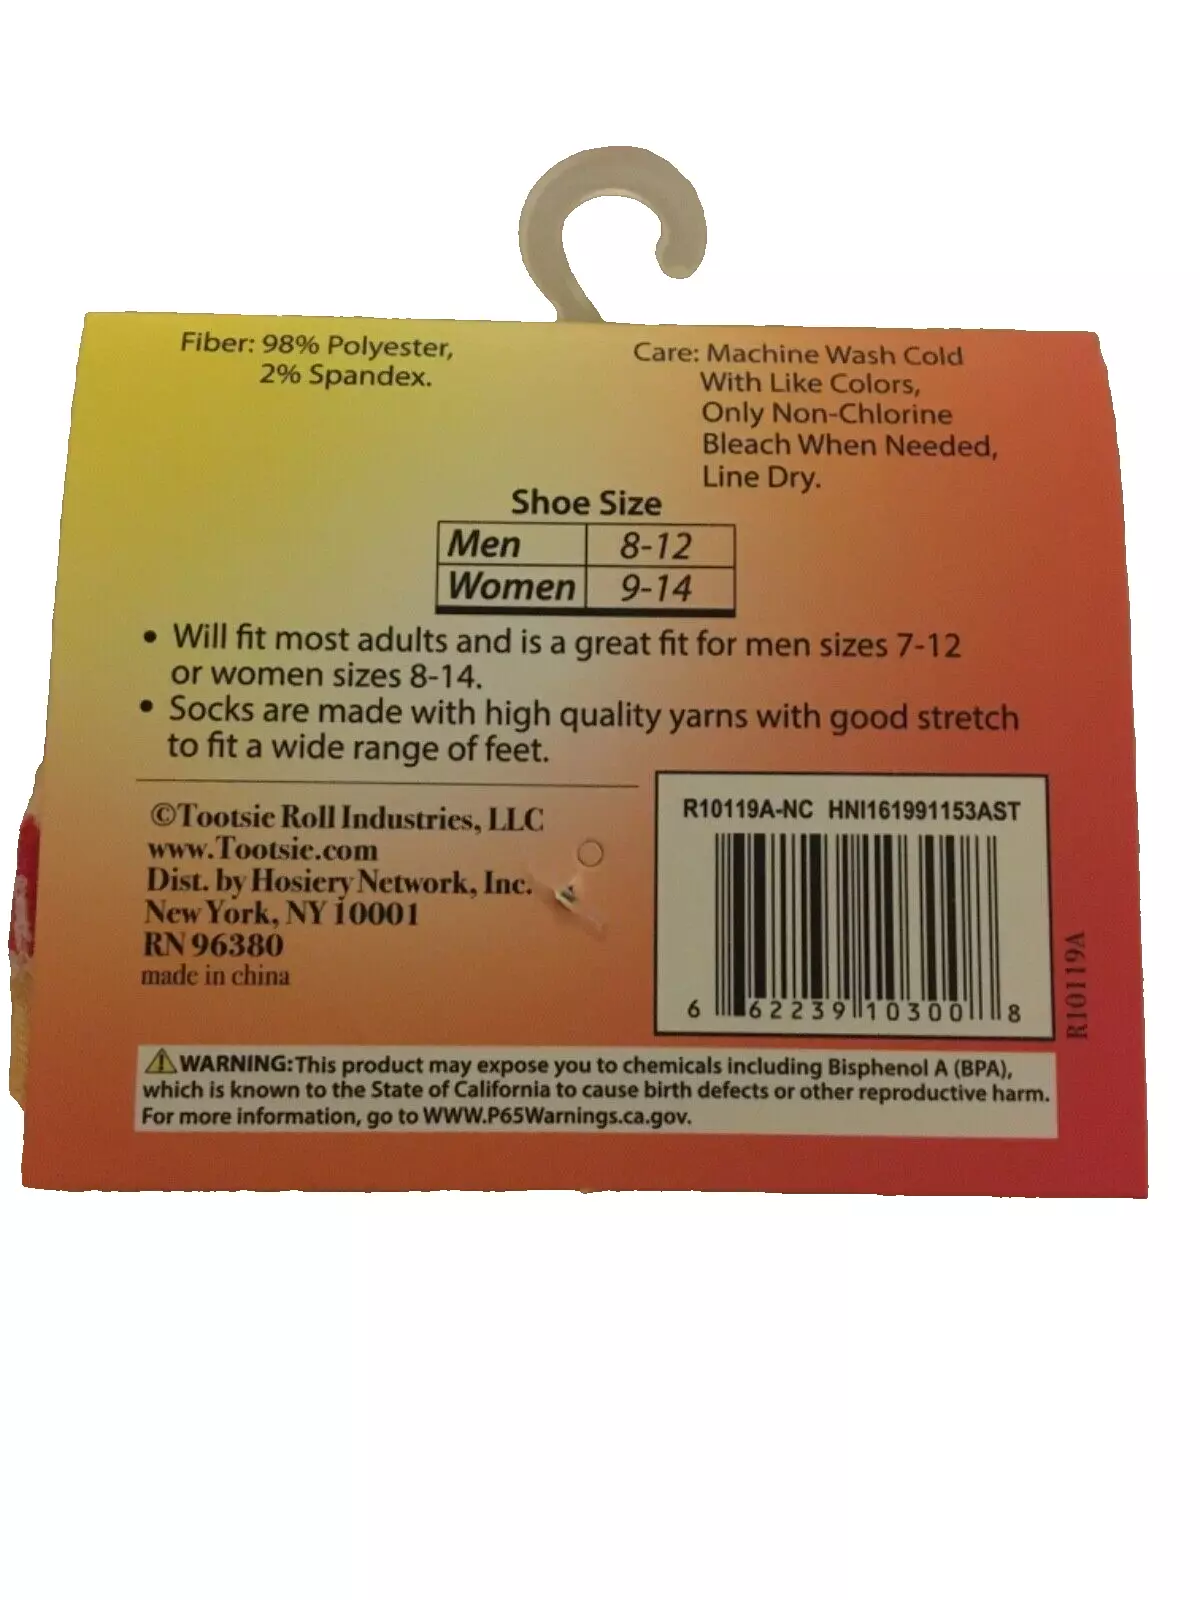 Fiber: 98% Polyester,
2% Spandex.
Care: Machine Wash Cold
With Like Colors,
Only Non-Chlorine
Bleach When Needed,
Line Dry.
Shoe Size
Men 8-12
Women 9-14
• Will fit most adults and is a great fit for men sizes 7-12
or women sizes 8-14.
• Socks are made with high quality yarns with good stretch
to fit a wide range of feet.
©Tootsie Roll Industries, LLC
www.Tootsie.com
Dist. by Hosiery Network, Inc.
New York, NY 10001
RN 96380
made in china
R10119A-NC HNI161991153AST
6 62239 10300 8
R10119A
⚠WARNING: This product may expose you to chemicals including Bisphenol A (BPA),
which is known to the State of California to cause birth defects or other reproductive harm.
For more information, go to WWW.P65Warnings.ca.gov.